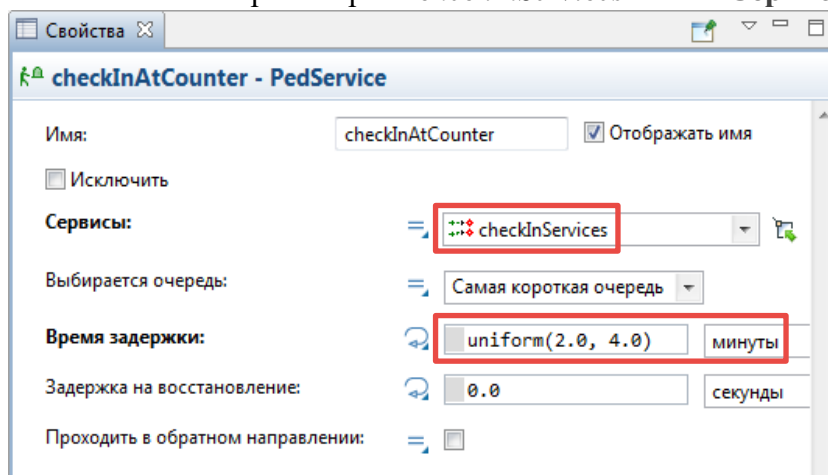 Свойства
checkInAtCounter - PedService
Имя: checkInAtCounter Отображать имя
Исключить
Сервисы: checkInServices
Выбирается очередь: Самая короткая очередь
Время задержки: uniform(2.0, 4.0) минуты
Задержка на восстановление: 0.0 секунды
Проходить в обратном направлении: